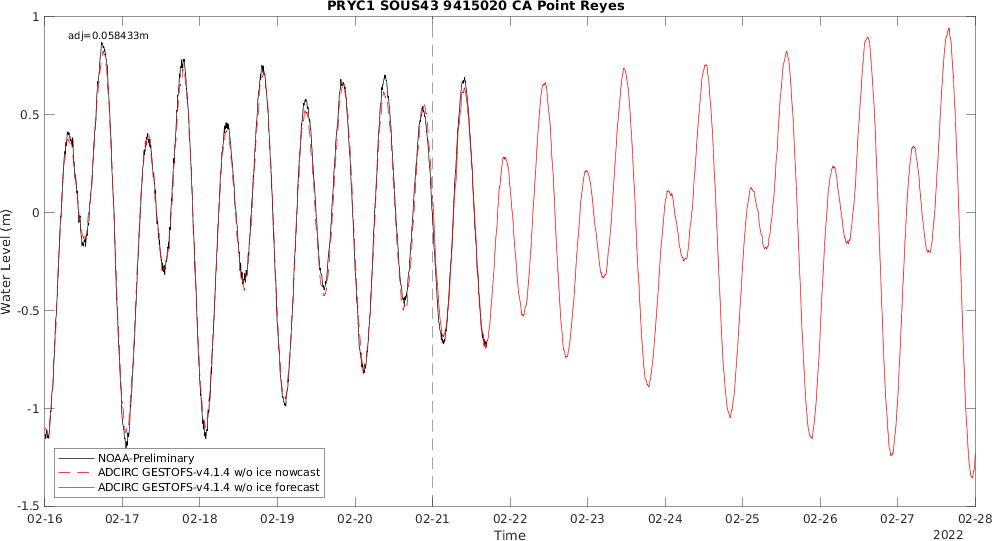 PRYC1 SOUS43 9415020 CA Point Reyes
adj=0.058433m
1
0.5
0
-0.5
-1
-1.5
Water Level (m)
NOAA-Preliminary
ADCIRC GESTOFS-v4.1.4 w/o ice nowcast
ADCIRC GESTOFS-v4.1.4 w/o ice forecast
02-16 02-17 02-18 02-19 02-20 02-21 02-22 02-23 02-24 02-25 02-26 02-27 02-28
Time
2022